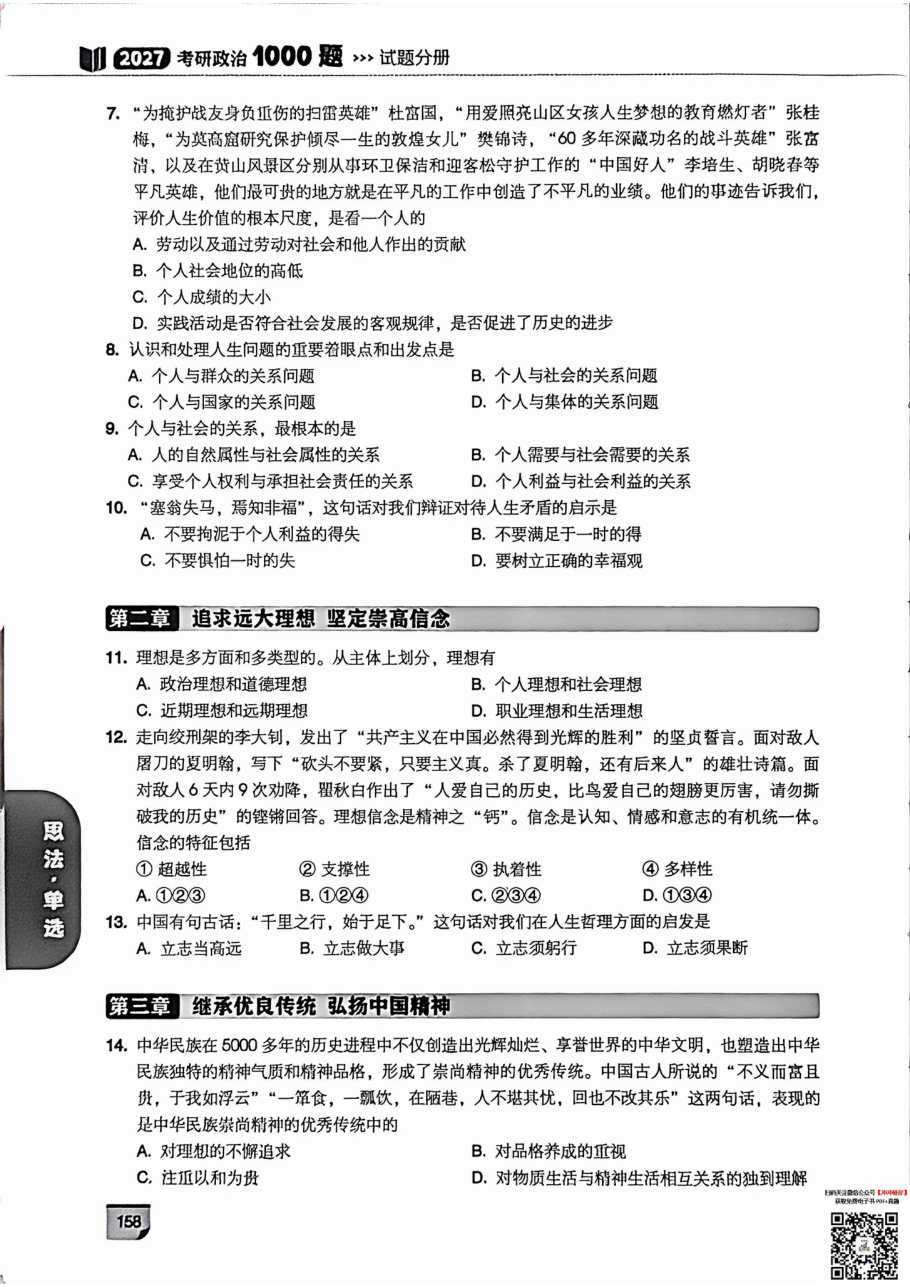 2027 考研政治1000题 >>> 试题分册
7. “为掩护战友身负重伤的扫雷英雄”杜富国，“用爱照亮山区女孩人生梦想的教育燃灯者”张桂
梅，“为莫高窟研究保护倾尽一生的敦煌女儿”樊锦诗，“60多年深藏功名的战斗英雄”张富
清，以及在黄山风景区分别从事环卫保洁和迎客松守护工作的“中国好人”李培生、胡晓春等
平凡英雄，他们最可贵的地方就是在平凡的工作中创造了不平凡的业绩。他们的事迹告诉我们，
评价人生价值的根本尺度，是看一个人的
A. 劳动以及通过劳动对社会和他人作出的贡献
B. 个人社会地位的高低
C. 个人成绩的大小
D. 实践活动是否符合社会发展的客观规律，是否促进了历史的进步
8. 认识和处理人生问题的重要着眼点和出发点是
A. 个人与群众的关系问题 B. 个人与社会的关系问题
C. 个人与国家的关系问题 D. 个人与集体的关系问题
9. 个人与社会的关系，最根本的是
A. 人的自然属性与社会属性的关系 B. 个人需要与社会需要的关系
C. 享受个人权利与承担社会责任的关系 D. 个人利益与社会利益的关系
10. “塞翁失马，焉知非福”，这句话对我们辩证对待人生矛盾的启示是
A. 不要拘泥于个人利益的得失 B. 不要满足于一时的得
C. 不要惧怕一时的失 D. 要树立正确的幸福观
第二章 追求远大理想 坚定崇高信念
11. 理想是多方面和多类型的。从主体上划分，理想有
A. 政治理想和道德理想 B. 个人理想和社会理想
C. 近期理想和远期理想 D. 职业理想和生活理想
12. 走向绞刑架的李大钊，发出了“共产主义在中国必然得到光辉的胜利”的坚贞誓言。面对敌人
屠刀的夏明翰，写下“砍头不要紧，只要主义真。杀了夏明翰，还有后来人”的雄壮诗篇。面
对敌人6天内9次劝降，瞿秋白作出了“人爱自己的历史，比鸟爱自己的翅膀更厉害，请勿撕
破我的历史”的铿锵回答。理想信念是精神之“钙”。信念是认知、情感和意志的有机统一体。
信念的特征包括
① 超越性 ② 支撑性 ③ 执着性 ④ 多样性
A. ①②③ B. ①②④ C. ②③④ D. ①③④
13. 中国有句古话：“千里之行，始于足下。”这句话对我们在人生哲理方面的启发是
A. 立志当高远 B. 立志做大事 C. 立志须躬行 D. 立志须果断
思法·单选
第三章 继承优良传统 弘扬中国精神
14. 中华民族在5000多年的历史进程中不仅创造出光辉灿烂、享誉世界的中华文明，也塑造出中华
民族独特的精神气质和精神品格，形成了崇尚精神的优秀传统。中国古人所说的“不义而富且
贵，于我如浮云”“一箪食，一瓢饮，在陋巷，人不堪其忧，回也不改其乐”这两句话，表现的
是中华民族崇尚精神的优秀传统中的
A. 对理想的不懈追求 B. 对品格养成的重视
C. 注重以和为贵 D. 对物质生活与精神生活相互关系的独到理解
158
扫码关注微信公众号
获取免费电子书PDF+真题